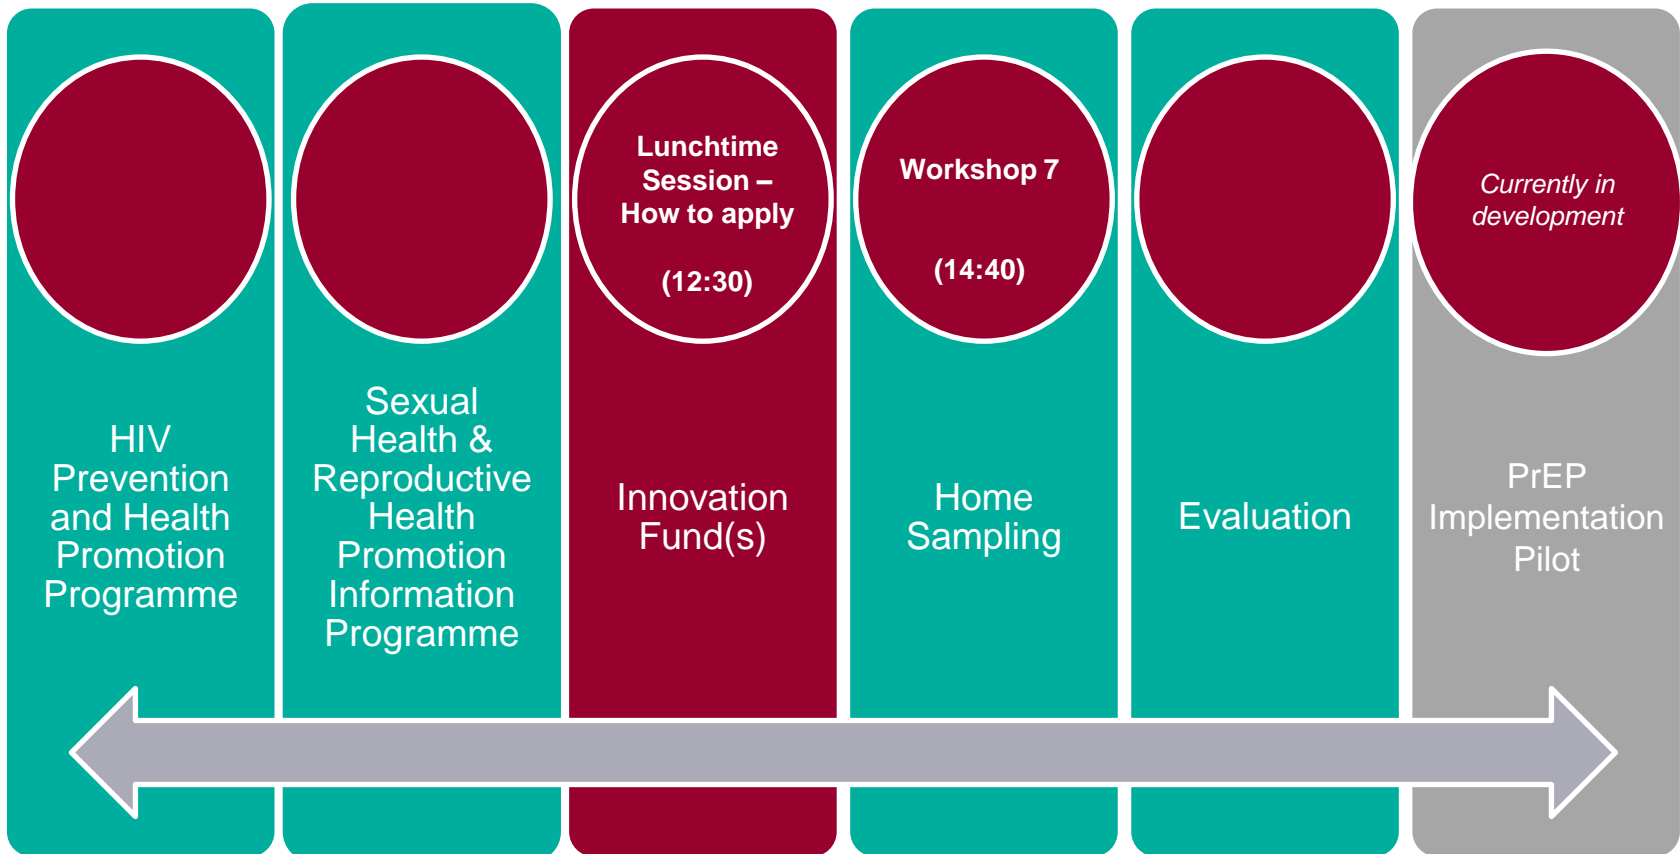 HIV
Prevention
and Health
Promotion
Programme
Sexual
Health &
Reproductive
Health
Promotion
Information
Programme
Lunchtime
Session –
How to apply
(12:30)
Innovation
Fund(s)
Workshop 7
(14:40)
Home
Sampling
Evaluation
Currently in
development
PrEP
Implementation
Pilot